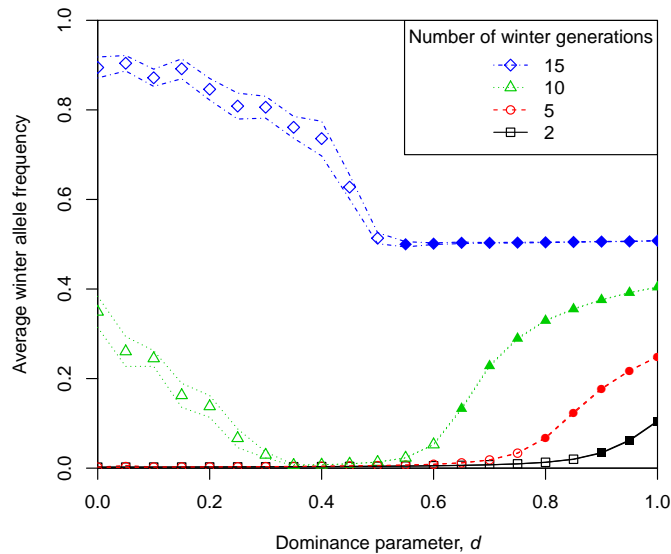 Number of winter generations
15
10
5
2
Average winter allele frequency
1.0
0.8
0.6
0.4
0.2
0.0
0.0 0.2 0.4 0.6 0.8 1.0
Dominance parameter, d